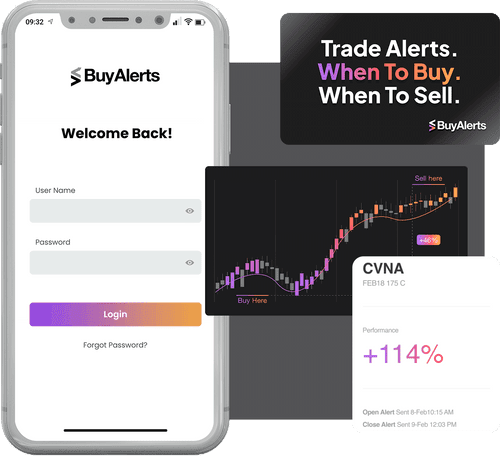 09:32
BuyAlerts
Welcome Back!
User Name
Password
Login
Forgot Password?
Trade Alerts.
When To Buy.
When To Sell.
BuyAlerts
Sell here
+46%
Buy Here
CVNA
FEB18 175 C
Performance
+114%
Open Alert Sent 8-Feb10:15 AM
Close Alert Sent 9-Feb 12:03 PM